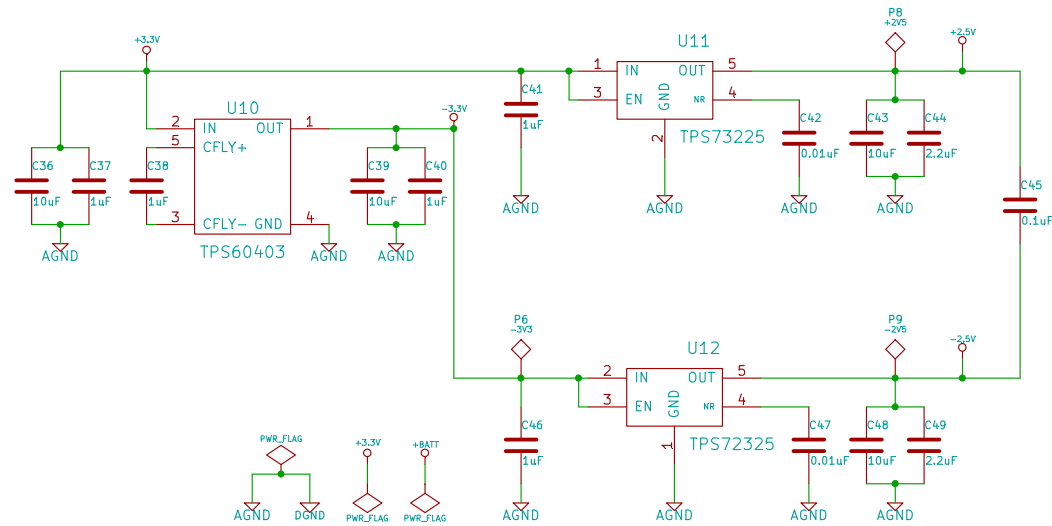 P8
+2V5
+2.5V
+3.3V
U11
1 IN OUT 5
3 EN GND NR 4
2
TPS73225
C41
1uF
C42
0.01uF
C43
10uF
C44
2.2uF
AGND
AGND
AGND
AGND
U10
-3.3V
2 IN OUT 1
5 CFLY+
3 CFLY- GND 4
TPS60403
C36
10uF
C37
1uF
C38
1uF
C39
10uF
C40
1uF
AGND
AGND
AGND
C45
0.1uF
P6
-3V3
U12
P9
-2V5
-2.5V
2 IN OUT 5
3 EN GND NR 4
1
TPS72325
C46
1uF
C47
0.01uF
C48
10uF
C49
2.2uF
AGND
AGND
AGND
AGND
PWR_FLAG
AGND
DGND
+3.3V
PWR_FLAG
+BATT
PWR_FLAG